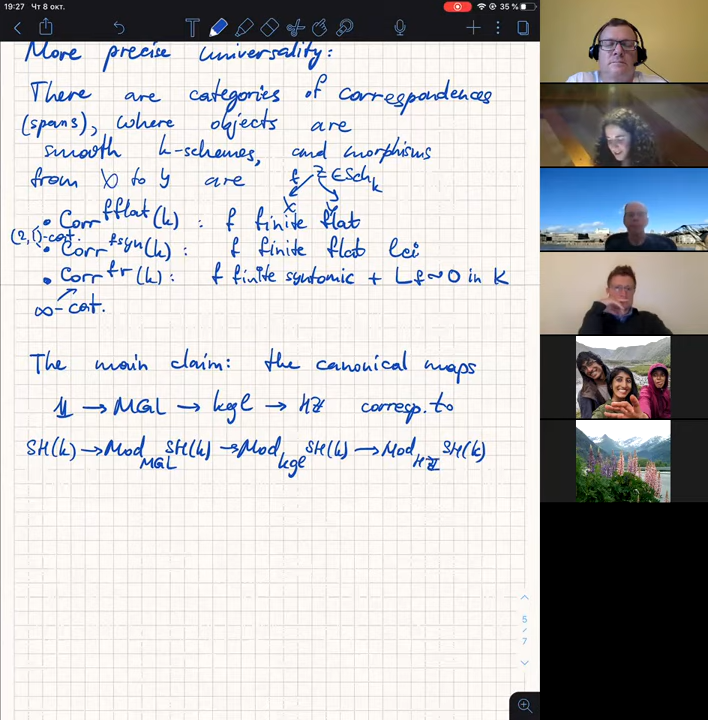 19:27 Чт 8 окт. 35 %
More precise universality:
There are categories of correspondences
(spans), where objects are
smooth k-schemes, and morphisms
from X to Y are f Z ∈ Sch_k
X Y
• Corr^fflat(k) : f finite flat
(2,1)-cat.
• Corr^fsyn(k) : f finite flat lci
• Corr^fr(k) : f finite syntomic + L_f ~ 0 in K
∞-cat.
The main claim: the canonical maps
𝟙 → MGL → kgl → HZ corresp. to
SH(k) → Mod_MGL SH(k) → Mod_kgl SH(k) → Mod_HZ SH(k)
5
/
7